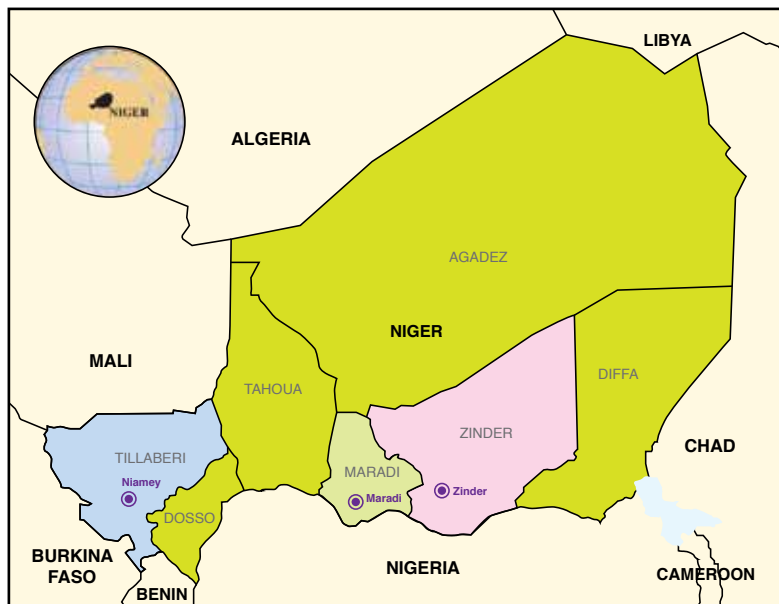 LIBYA
NIGER
ALGERIA
AGADEZ
NIGER
MALI
TAHOUA
DIFFA
ZINDER
CHAD
TILLABERI
MARADI
Niamey
Zinder
Maradi
DOSSO
BURKINA
FASO
NIGERIA
CAMEROON
BENIN